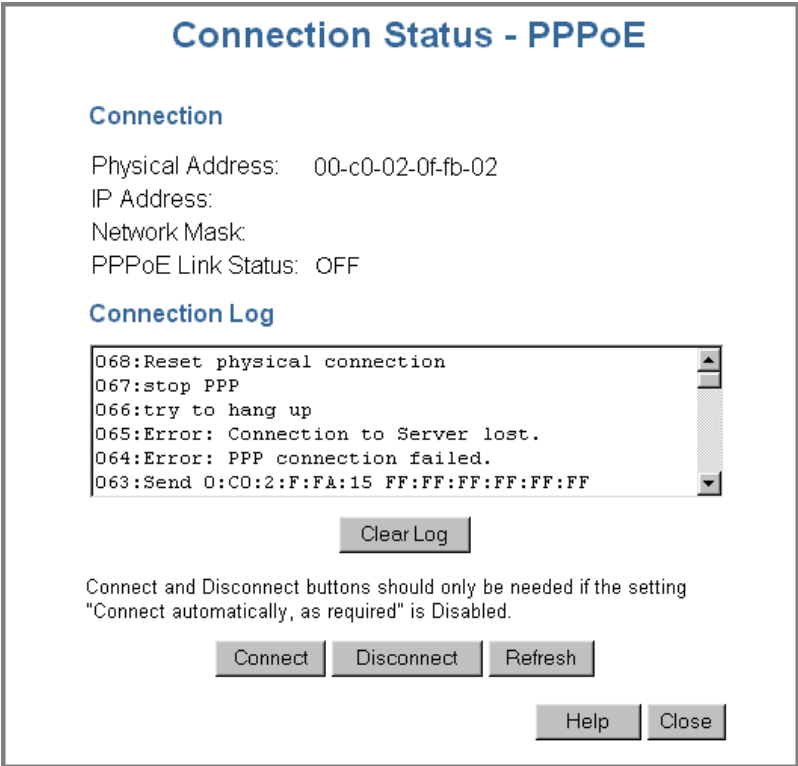 Connection Status - PPPoE
Connection
Physical Address: 00-c0-02-0f-fb-02
IP Address:
Network Mask:
PPPoE Link Status: OFF
Connection Log
068:Reset physical connection
067:stop PPP
066:try to hang up
065:Error: Connection to Server lost.
064:Error: PPP connection failed.
063:Send 0:C0:2:F:FA:15 FF:FF:FF:FF:FF:FF
Clear Log
Connect and Disconnect buttons should only be needed if the setting
"Connect automatically, as required" is Disabled.
Connect Disconnect Refresh
Help Close